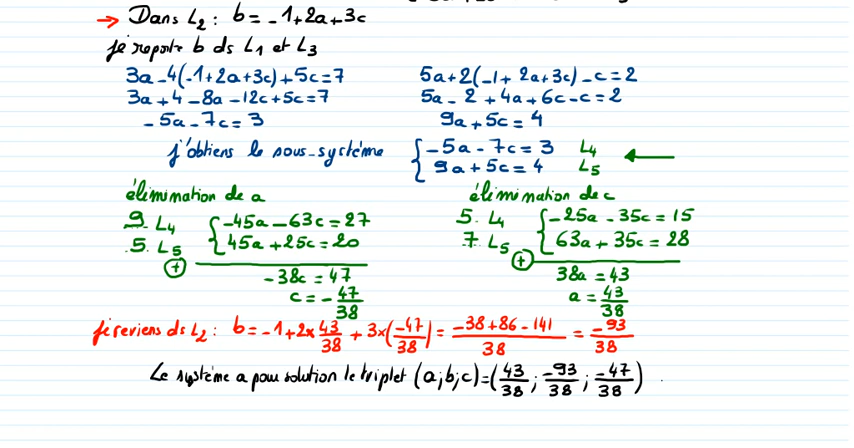 → Dans L₂ : b = -1 + 2a + 3c
je reporte b ds L₁ et L₃
3a - 4(-1 + 2a + 3c) + 5c = 7
5a + 2(-1 + 2a + 3c) - c = 2
3a + 4 - 8a - 12c + 5c = 7
5a - 2 + 4a + 6c - c = 2
-5a - 7c = 3
9a + 5c = 4
j'obtiens le sous-système { -5a - 7c = 3 L₄ ←
9a + 5c = 4 L₅
élimination de a
9. L₄ { -45a - 63c = 27
5. L₅ 45a + 25c = 20
+
-38c = 47
c = -47/38
élimination de c
5. L₄ { -25a - 35c = 15
7. L₅ 63a + 35c = 28
+
38a = 43
a = 43/38
je reviens ds L₂ : b = -1 + 2 × 43/38 + 3 × (-47/38) = (-38 + 86 - 141)/38 = -93/38
Le système a pour solution le triplet (a; b; c) = (43/38 ; -93/38 ; -47/38).